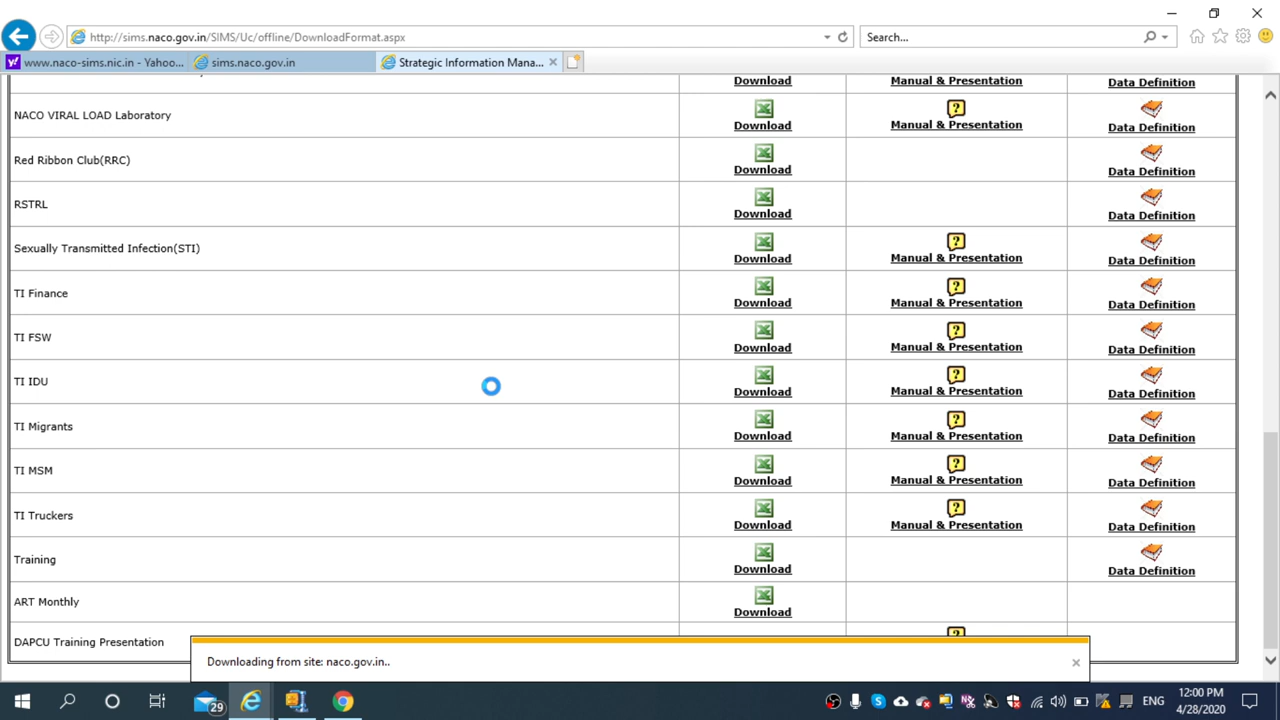 http://sims.naco.gov.in/SIMS/Uc/offline/DownloadFormat.aspx
Search...
www.naco-sims.nic.in - Yahoo...
sims.naco.gov.in
Strategic Information Mana...
Download Manual & Presentation Data Definition
NACO VIRAL LOAD Laboratory Download Manual & Presentation Data Definition
Red Ribbon Club(RRC) Download Data Definition
RSTRL Download Data Definition
Sexually Transmitted Infection(STI) Download Manual & Presentation Data Definition
TI Finance Download Manual & Presentation Data Definition
TI FSW Download Manual & Presentation Data Definition
TI IDU Download Manual & Presentation Data Definition
TI Migrants Download Manual & Presentation Data Definition
TI MSM Download Manual & Presentation Data Definition
TI Truckers Download Manual & Presentation Data Definition
Training Download Data Definition
ART Monthly Download
DAPCU Training Presentation
Downloading from site: naco.gov.in..
29
ENG
12:00 PM
4/28/2020